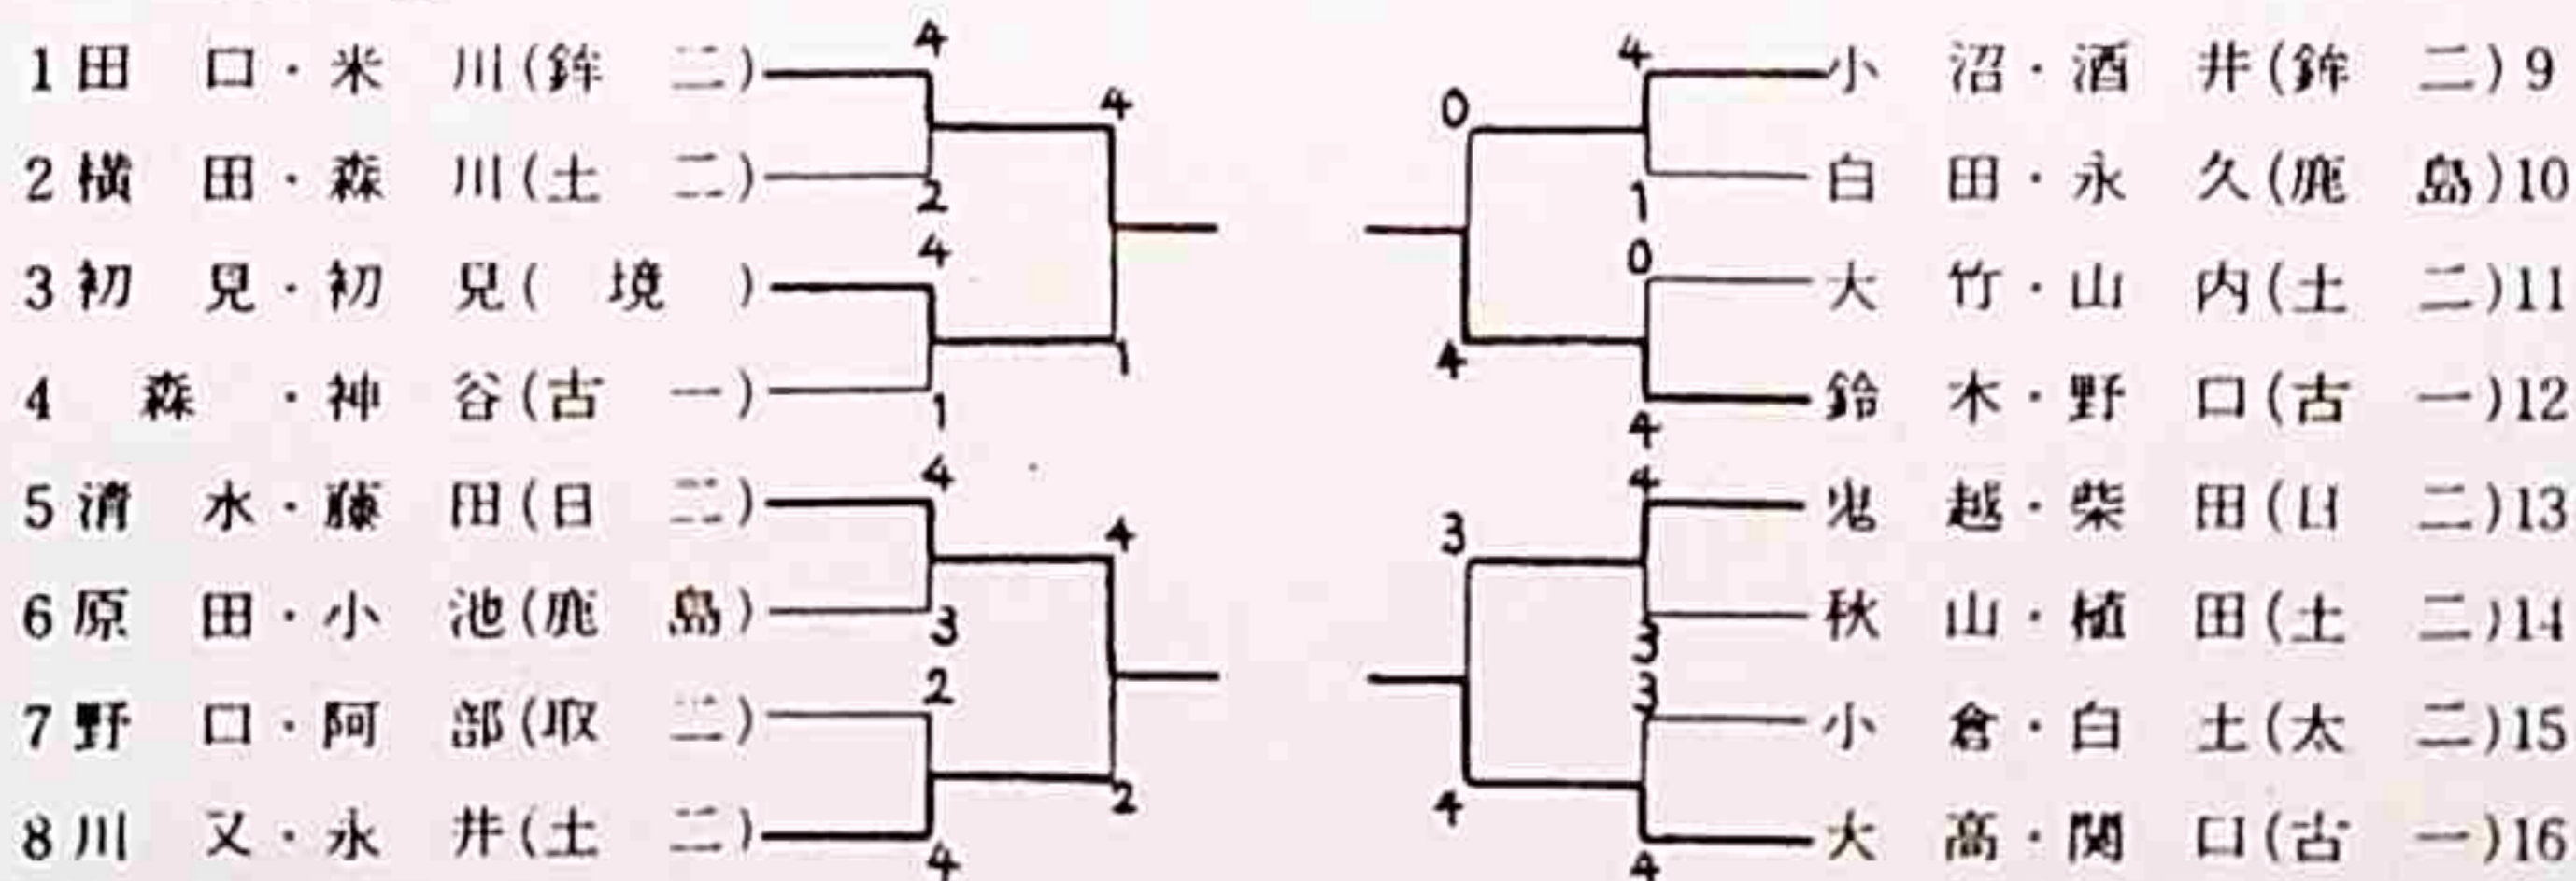 4 4
1 田口・米川(鉾二) 4 小沼・酒井(鉾二) 9
4 0
2 横田・森川(土二) 白田・永久(鹿島) 10
2 1
4 0
3 初見・初見(境) 大竹・山内(土二) 11
1 4
4 森・神谷(古一) 鈴木・野口(古一) 12
1 4
4 4
5 清水・藤田(日二) 鬼越・柴田(日二) 13
4 3
6 原田・小池(鹿島) 秋山・植田(土二) 14
3 3
2 3
7 野口・阿部(取二) 小倉・白土(太二) 15
2 4
8 川又・永井(土二) 大高・関口(古一) 16
4 4